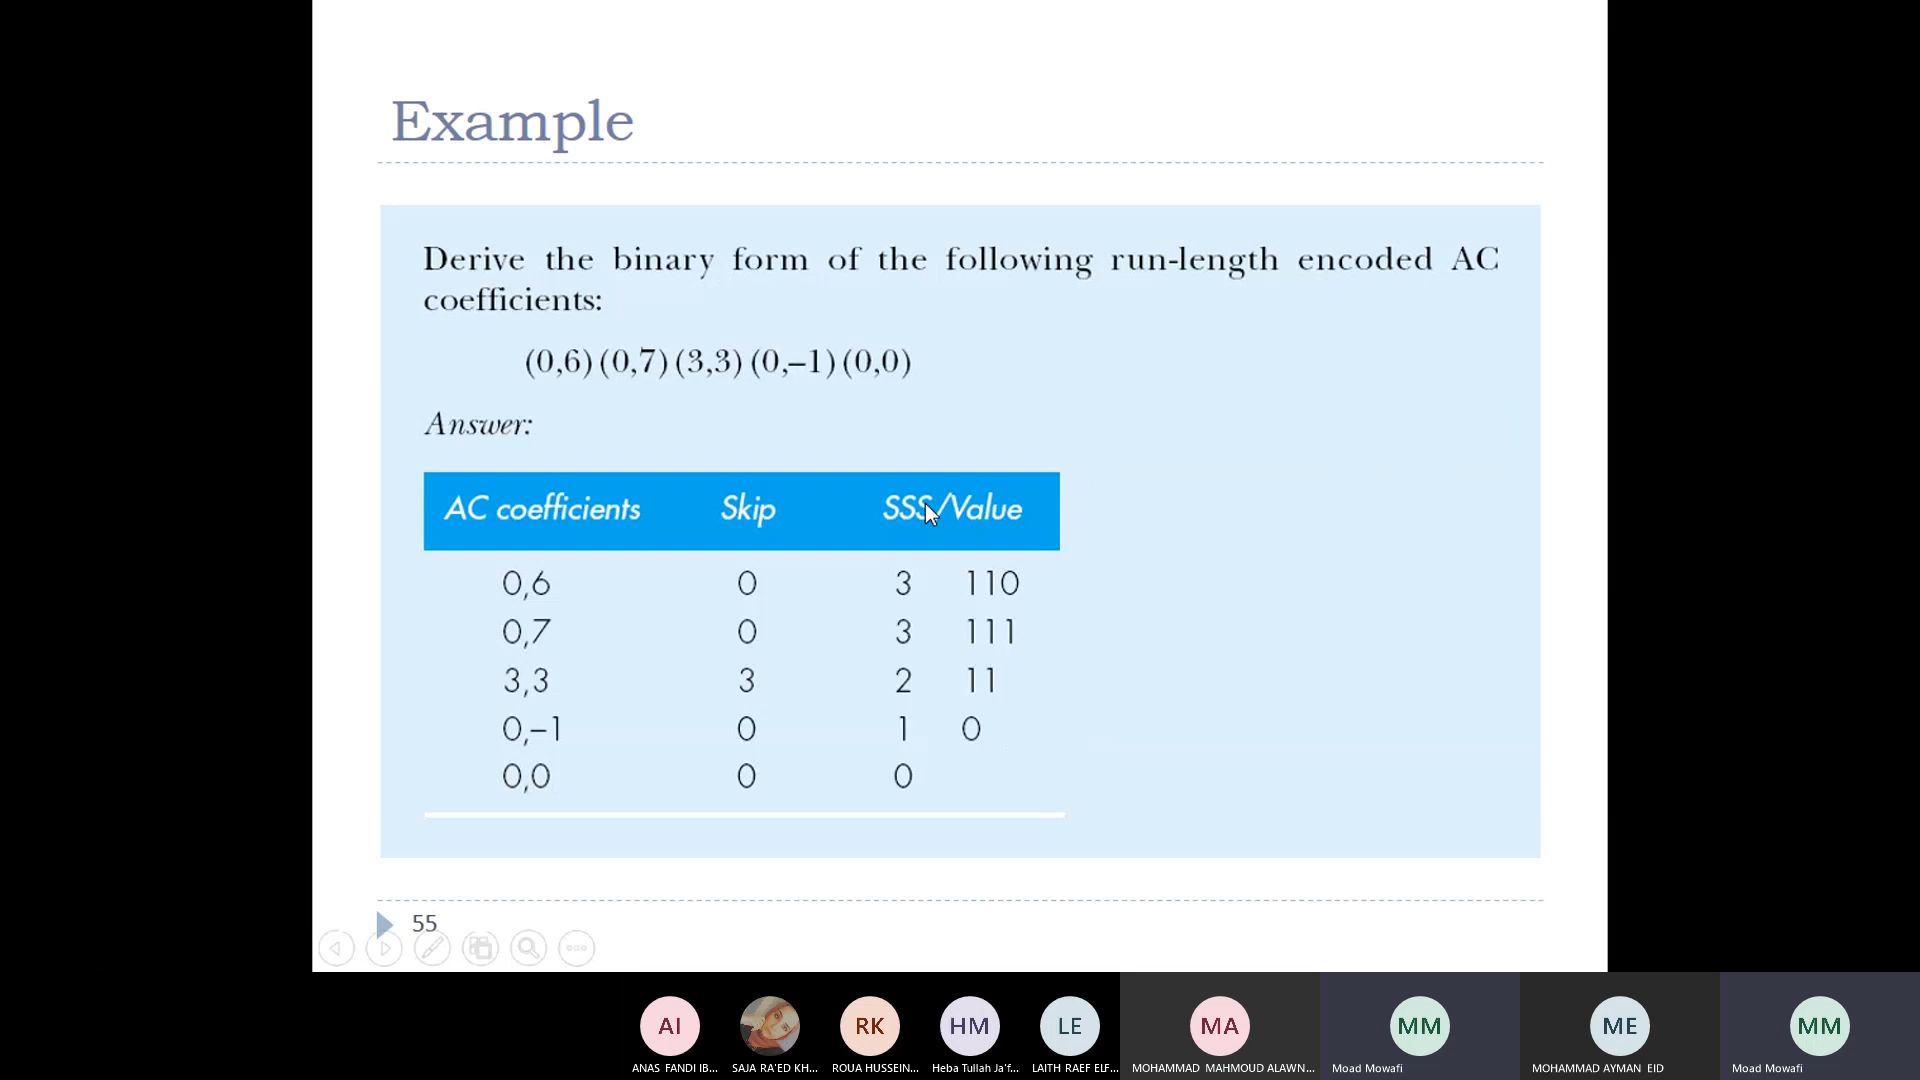 Example
Derive the binary form of the following run-length encoded AC
coefficients:
(0,6) (0,7) (3,3) (0,–1) (0,0)
Answer:
AC coefficients Skip SSS/Value
0,6 0 3 110
0,7 0 3 111
3,3 3 2 11
0,–1 0 1 0
0,0 0 0
55
AI RK HM LE MA MM ME MM
ANAS FANDI IB... SAJA RA'ED KH... ROUA HUSSEIN... Heba Tullah Ja'f... LAITH RAEF ELF... MOHAMMAD MAHMOUD ALAWN... Moad Mowafi MOHAMMAD AYMAN EID Moad Mowafi